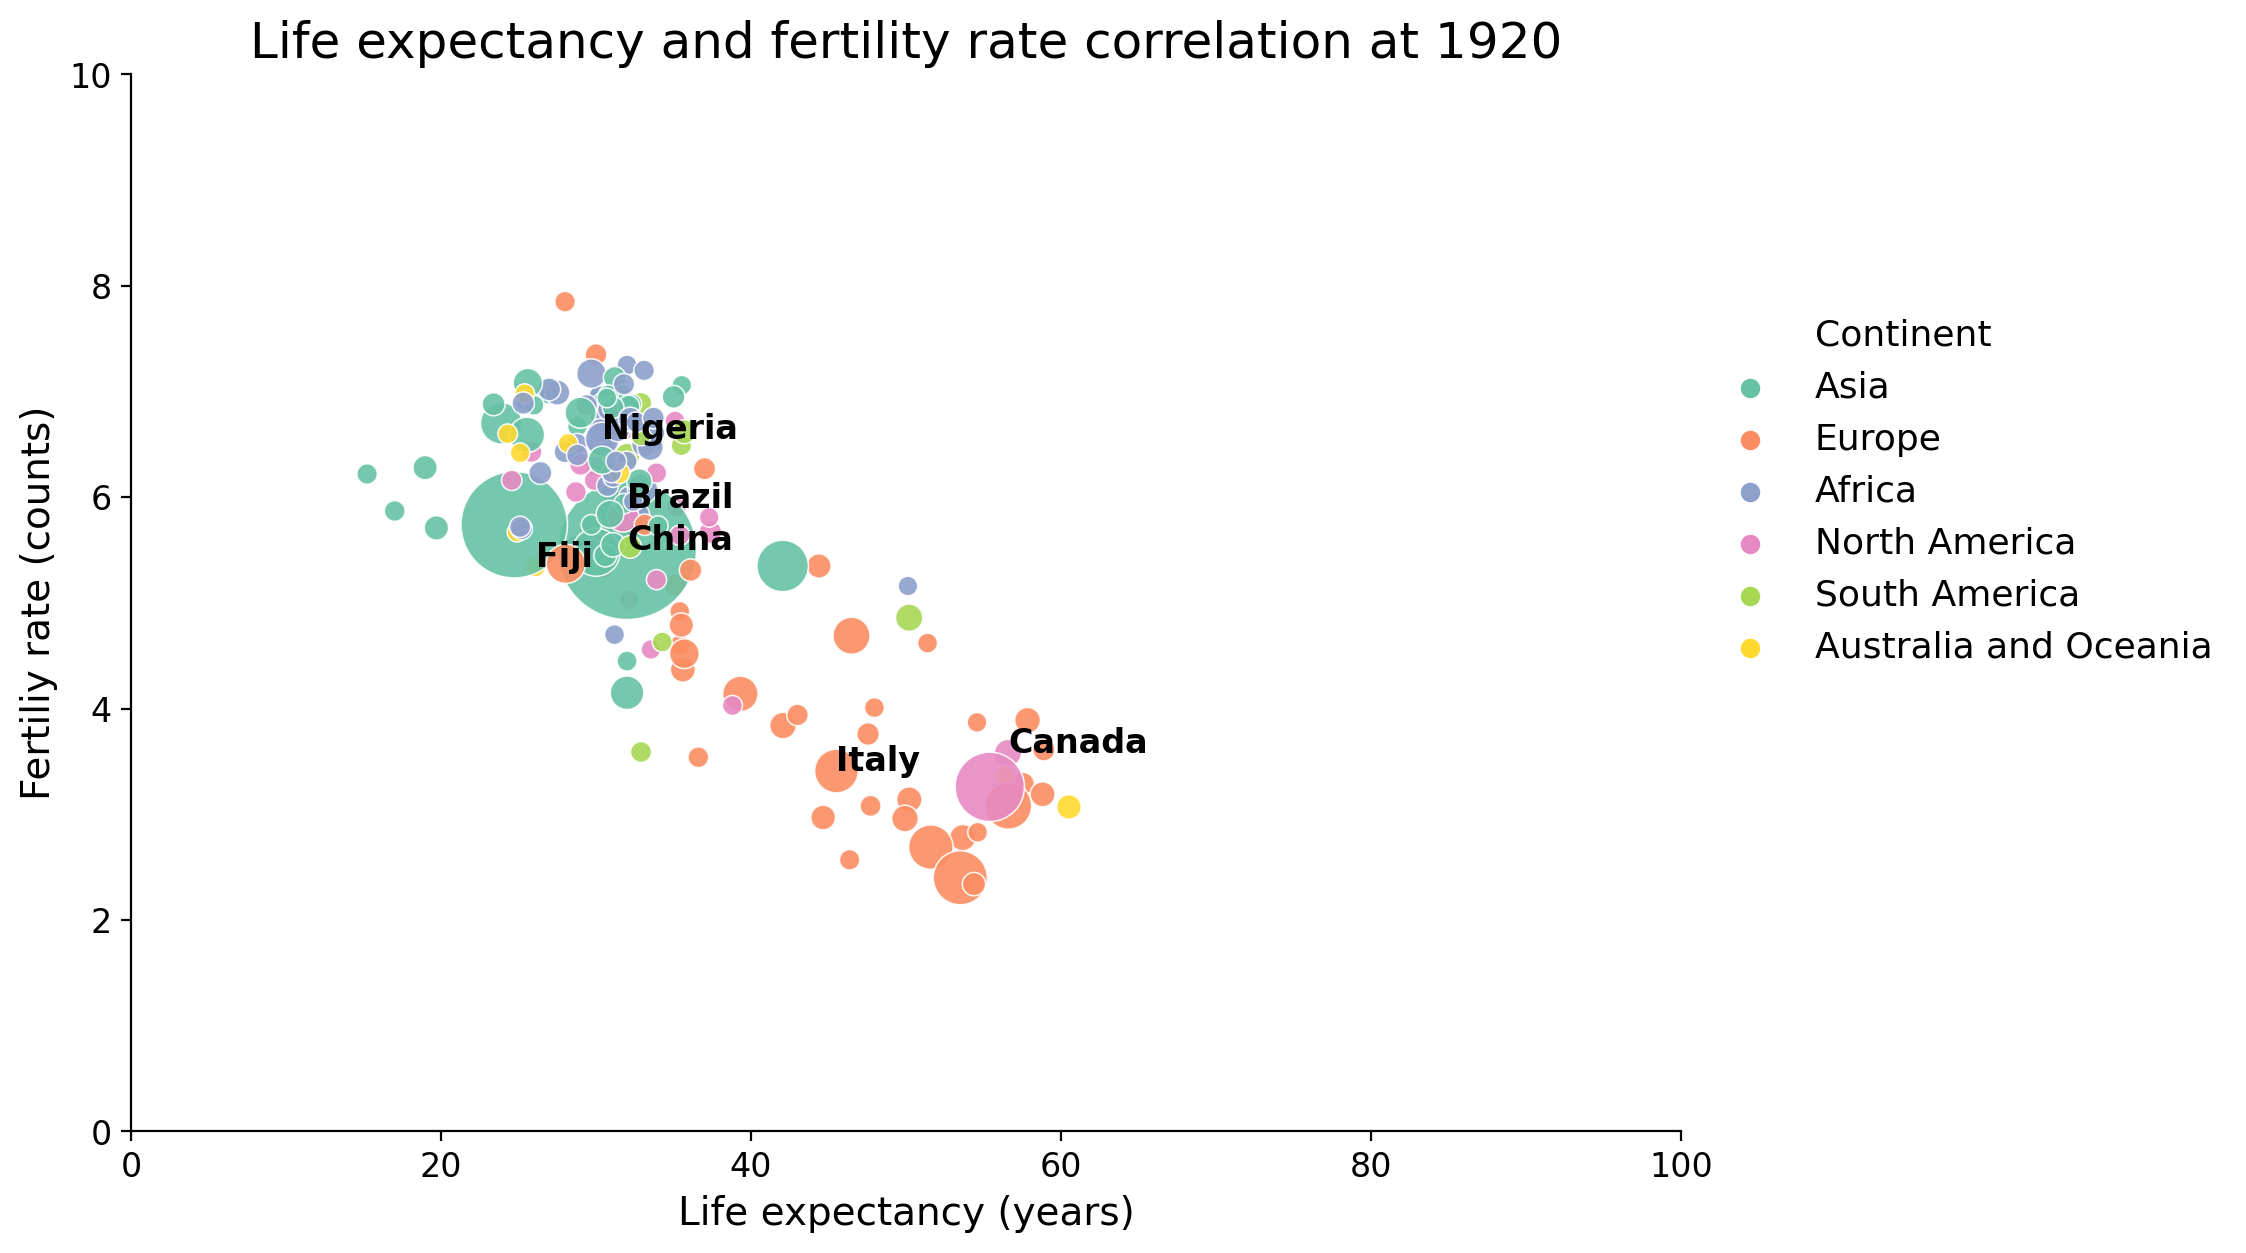 Life expectancy and fertility rate correlation at 1920
10
8
6
4
2
0
Fertiliy rate (counts)
Nigeria
Brazil
China
Fiji
Canada
Italy
0 20 40 60 80 100
Life expectancy (years)
Continent
Asia
Europe
Africa
North America
South America
Australia and Oceania